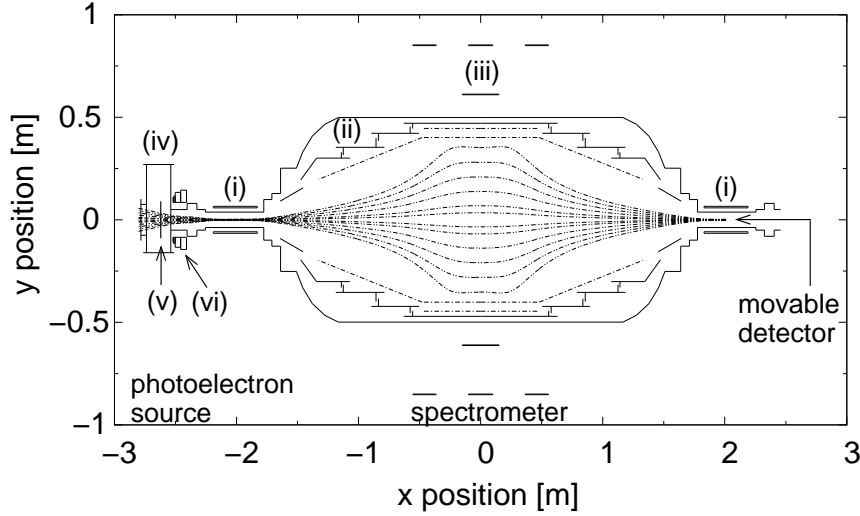 1
(iii)
0.5
(ii)
(iv)
(i)
(i)
0
y position [m]
(v)
(vi)
movable
detector
−0.5
photoelectron
source
spectrometer
−1
−3
−2
−1
0
1
2
3
x position [m]